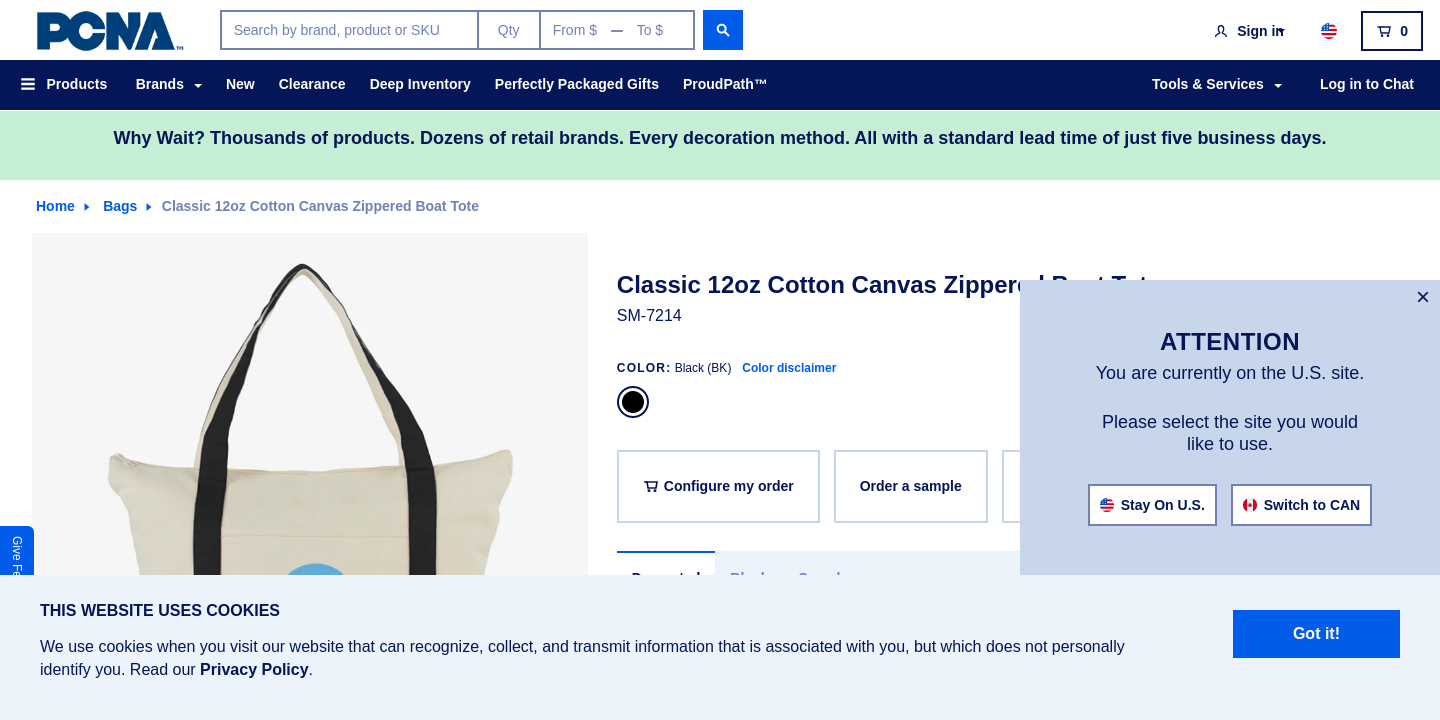 PCNA™
Search by brand, product or SKU
Qty
From $ — To $
Sign in
0
Products
Brands
New
Clearance
Deep Inventory
Perfectly Packaged Gifts
ProudPath™
Tools & Services
Log in to Chat
Why Wait? Thousands of products. Dozens of retail brands. Every decoration method. All with a standard lead time of just five business days.
Home Bags Classic 12oz Cotton Canvas Zippered Boat Tote
Classic 12oz Cotton Canvas Zippered Boat Tote
SM-7214
COLOR: Black (BK) Color disclaimer
Configure my order
Order a sample
×
ATTENTION
You are currently on the U.S. site.
Please select the site you would
like to use.
Stay On U.S.
Switch to CAN
Give Fe
THIS WEBSITE USES COOKIES
We use cookies when you visit our website that can recognize, collect, and transmit information that is associated with you, but which does not personally
identify you. Read our Privacy Policy.
Got it!